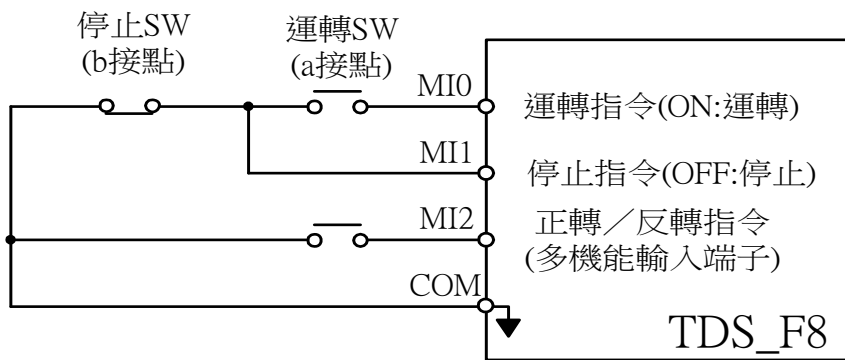 停止SW
(b接點)
運轉SW
(a接點)
MI0
運轉指令(ON:運轉)
MI1
停止指令(OFF:停止)
MI2
正轉／反轉指令
(多機能輸入端子)
COM
TDS_F8